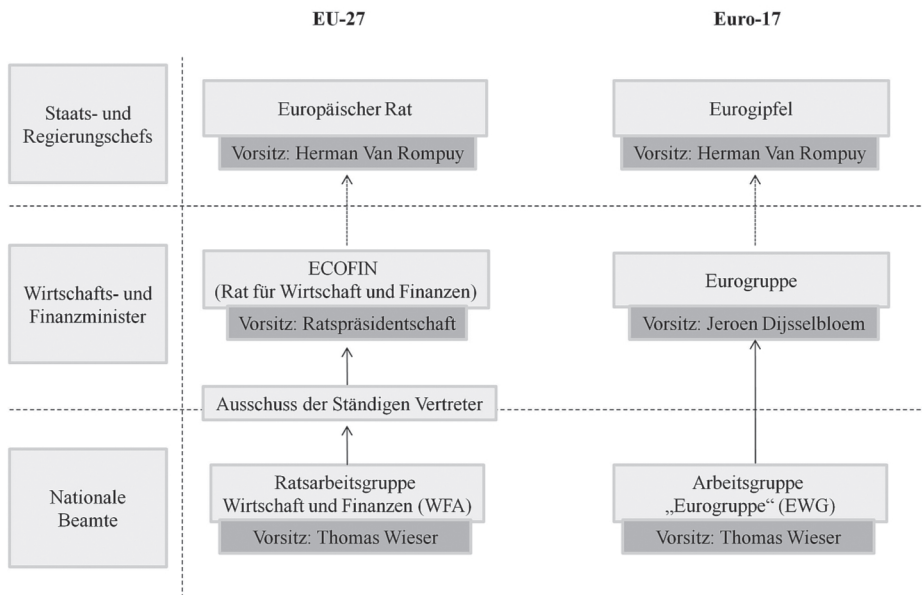 EU-27
Euro-17
Staats- und
Regierungschefs
Europäischer Rat
Vorsitz: Herman Van Rompuy
Eurogipfel
Vorsitz: Herman Van Rompuy
Wirtschafts- und
Finanzminister
ECOFIN
(Rat für Wirtschaft und Finanzen)
Vorsitz: Ratspräsidentschaft
Eurogruppe
Vorsitz: Jeroen Dijsselbloem
Ausschuss der Ständigen Vertreter
Nationale
Beamte
Ratsarbeitsgruppe
Wirtschaft und Finanzen (WFA)
Vorsitz: Thomas Wieser
Arbeitsgruppe
„Eurogruppe“ (EWG)
Vorsitz: Thomas Wieser